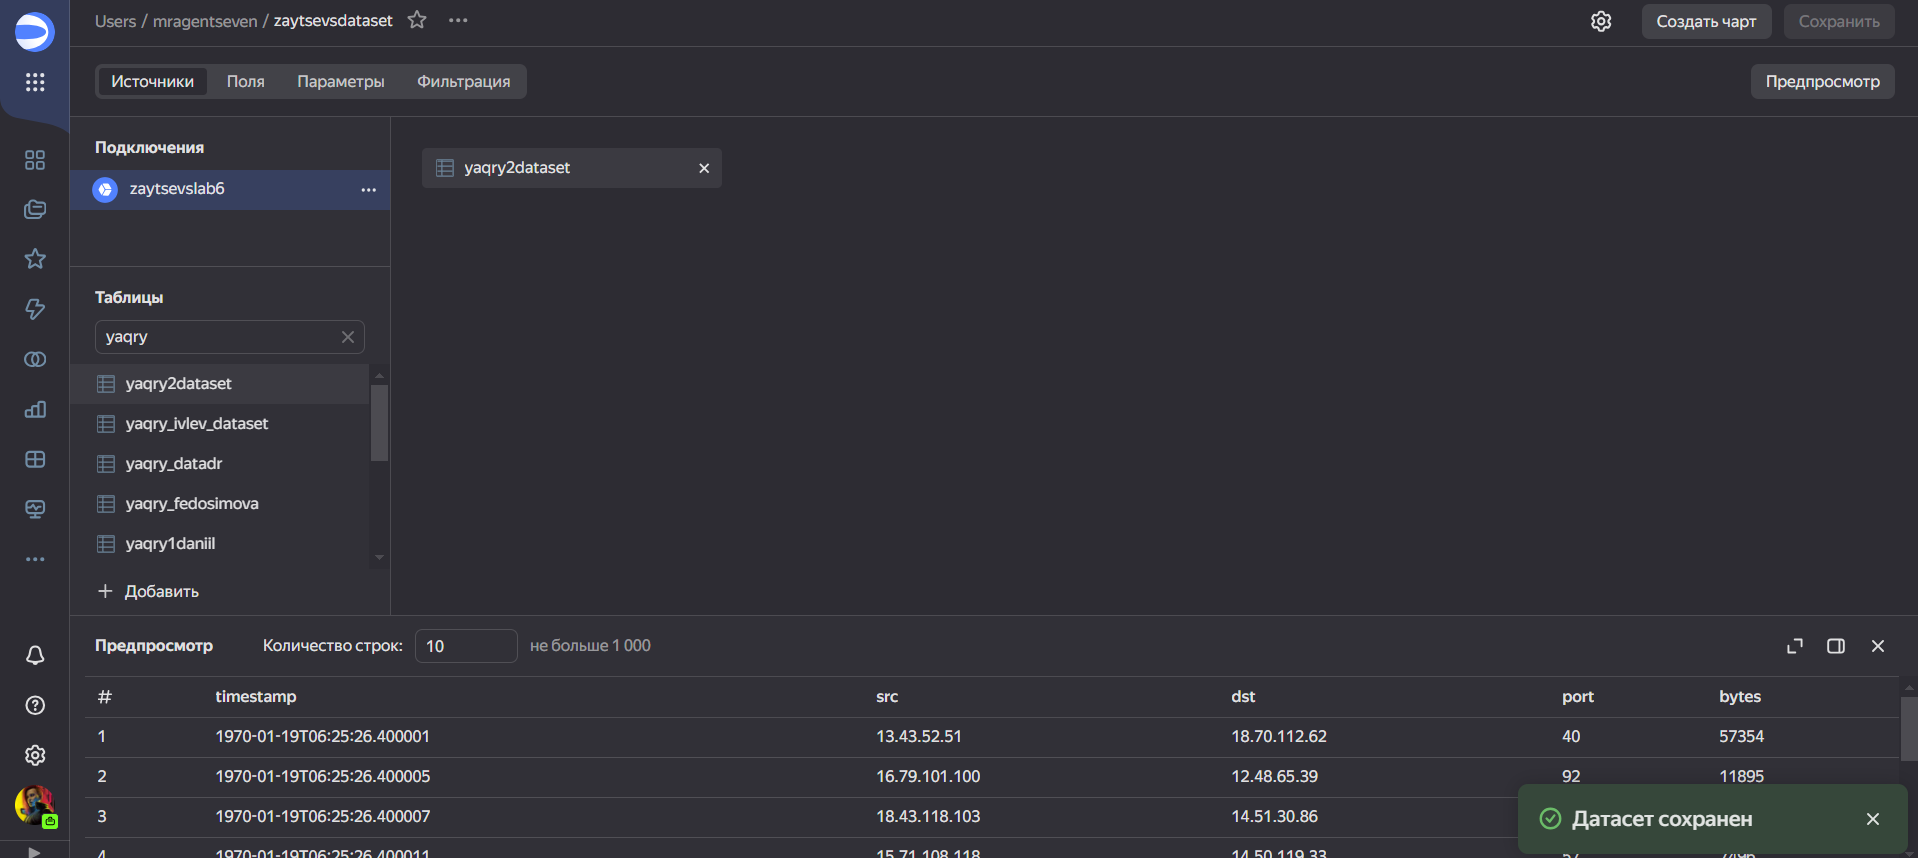 Users / mragentseven / zaytsevsdataset
Создать чарт
Сохранить
Источники Поля Параметры Фильтрация
Предпросмотр
Подключения
zaytsevslab6
yaqry2dataset
Таблицы
yaqry
yaqry2dataset
yaqry_ivlev_dataset
yaqry_datadr
yaqry_fedosimova
yaqry1daniil
Добавить
Предпросмотр Количество строк: 10 не больше 1 000
# timestamp src dst port bytes
1 1970-01-19T06:25:26.400001 13.43.52.51 18.70.112.62 40 57354
2 1970-01-19T06:25:26.400005 16.79.101.100 12.48.65.39 92 11895
3 1970-01-19T06:25:26.400007 18.43.118.103 14.51.30.86
Датасет сохранен
4 1970-01-19T06:25:26.400011 15.71.108.118 14.50.119.33